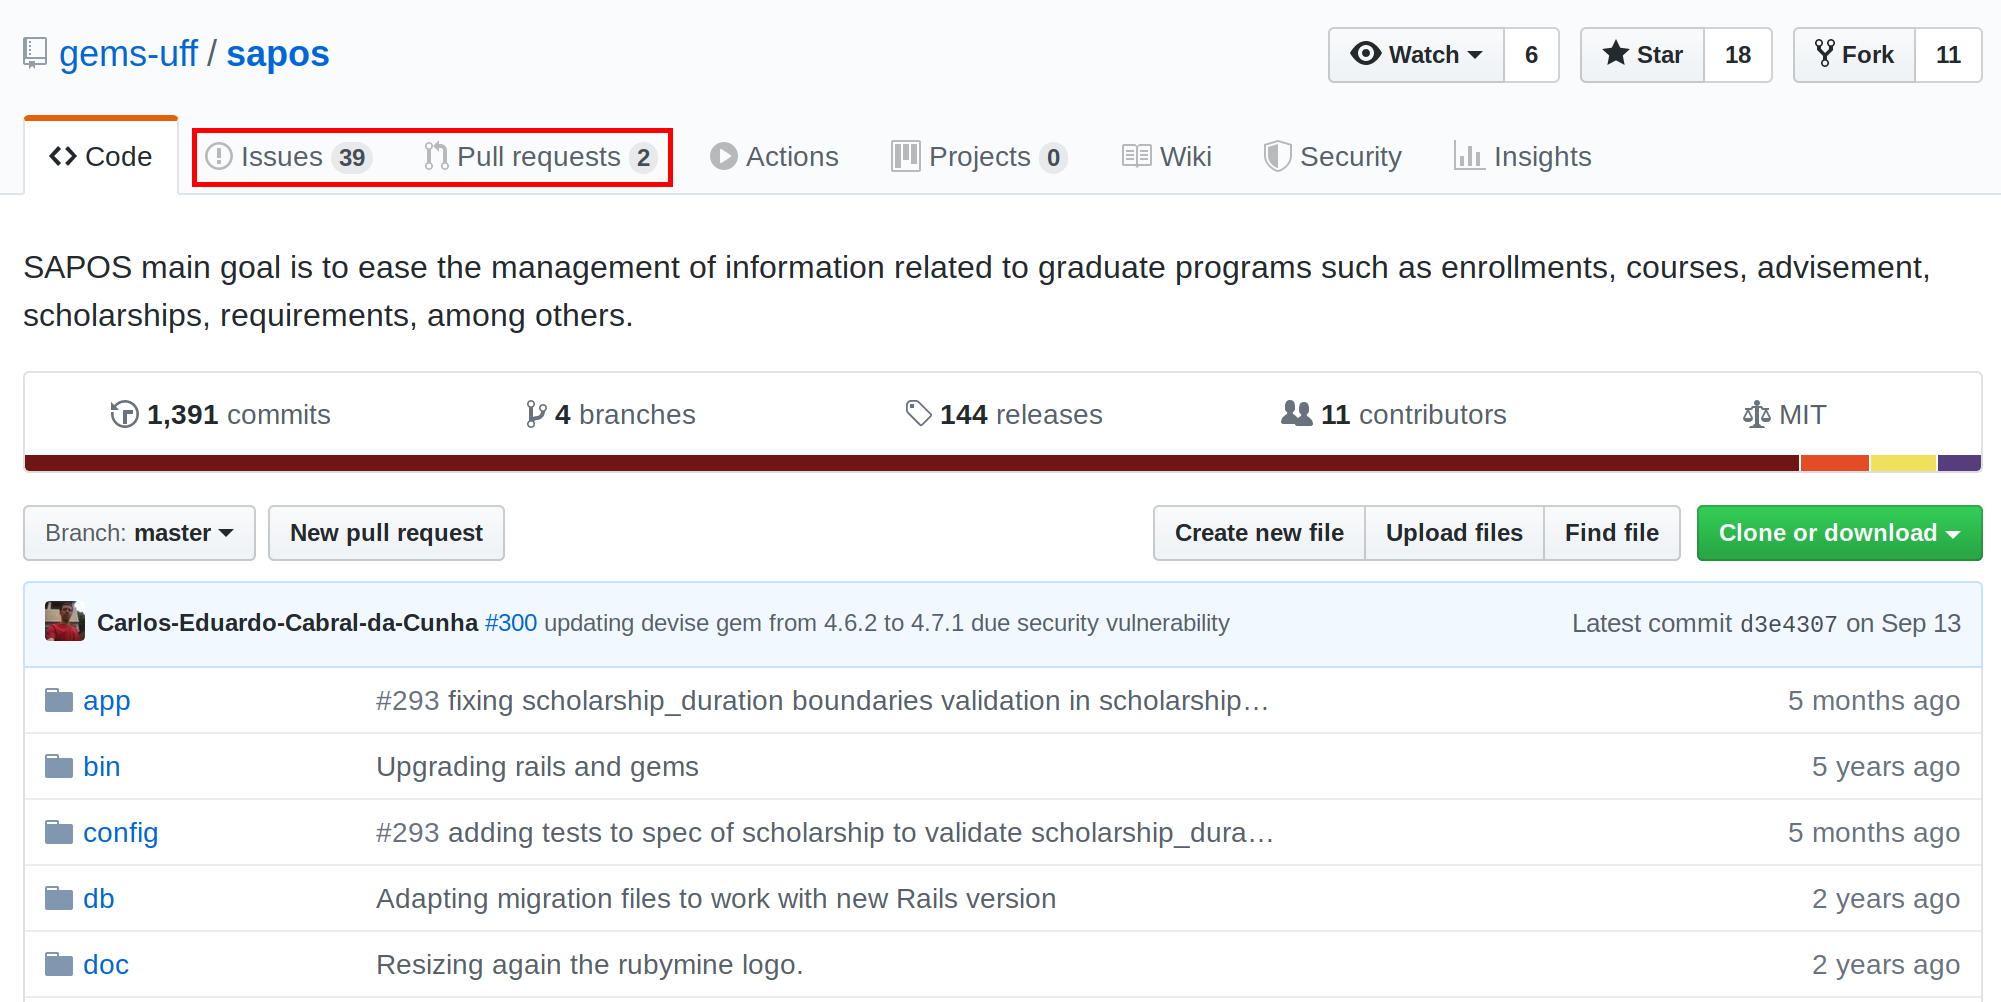 gems-uff / sapos
Watch 6 Star 18 Fork 11
Code Issues 39 Pull requests 2 Actions Projects 0 Wiki Security Insights
SAPOS main goal is to ease the management of information related to graduate programs such as enrollments, courses, advisement,
scholarships, requirements, among others.
1,391 commits 4 branches 144 releases 11 contributors MIT
Branch: master New pull request Create new file Upload files Find file Clone or download
Carlos-Eduardo-Cabral-da-Cunha #300 updating devise gem from 4.6.2 to 4.7.1 due security vulnerability Latest commit d3e4307 on Sep 13
app #293 fixing scholarship_duration boundaries validation in scholarship… 5 months ago
bin Upgrading rails and gems 5 years ago
config #293 adding tests to spec of scholarship to validate scholarship_dura… 5 months ago
db Adapting migration files to work with new Rails version 2 years ago
doc Resizing again the rubymine logo. 2 years ago